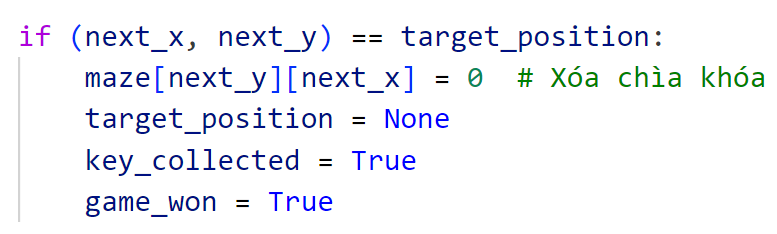 if (next_x, next_y) == target_position:
    maze[next_y][next_x] = 0  # Xóa chìa khóa
    target_position = None
    key_collected = True
    game_won = True